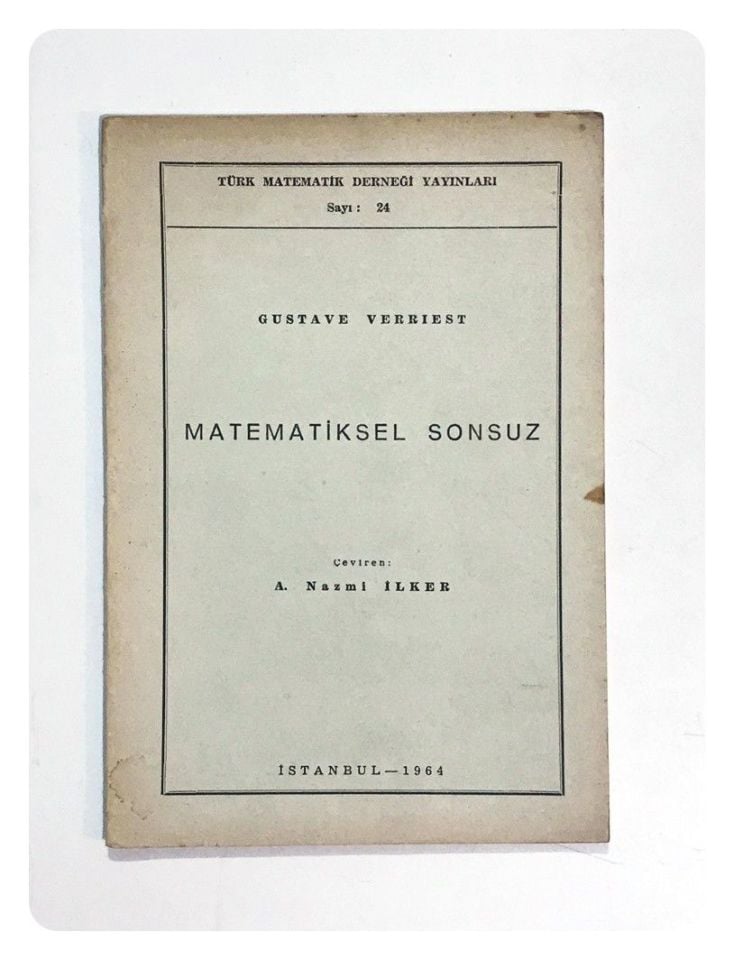 TÜRK MATEMATİK DERNEĞİ YAYINLARI
Sayı : 24
GUSTAVE VERRIEST
MATEMATİKSEL SONSUZ
Çeviren:
A. Nazmi İLKER
İSTANBUL—1964